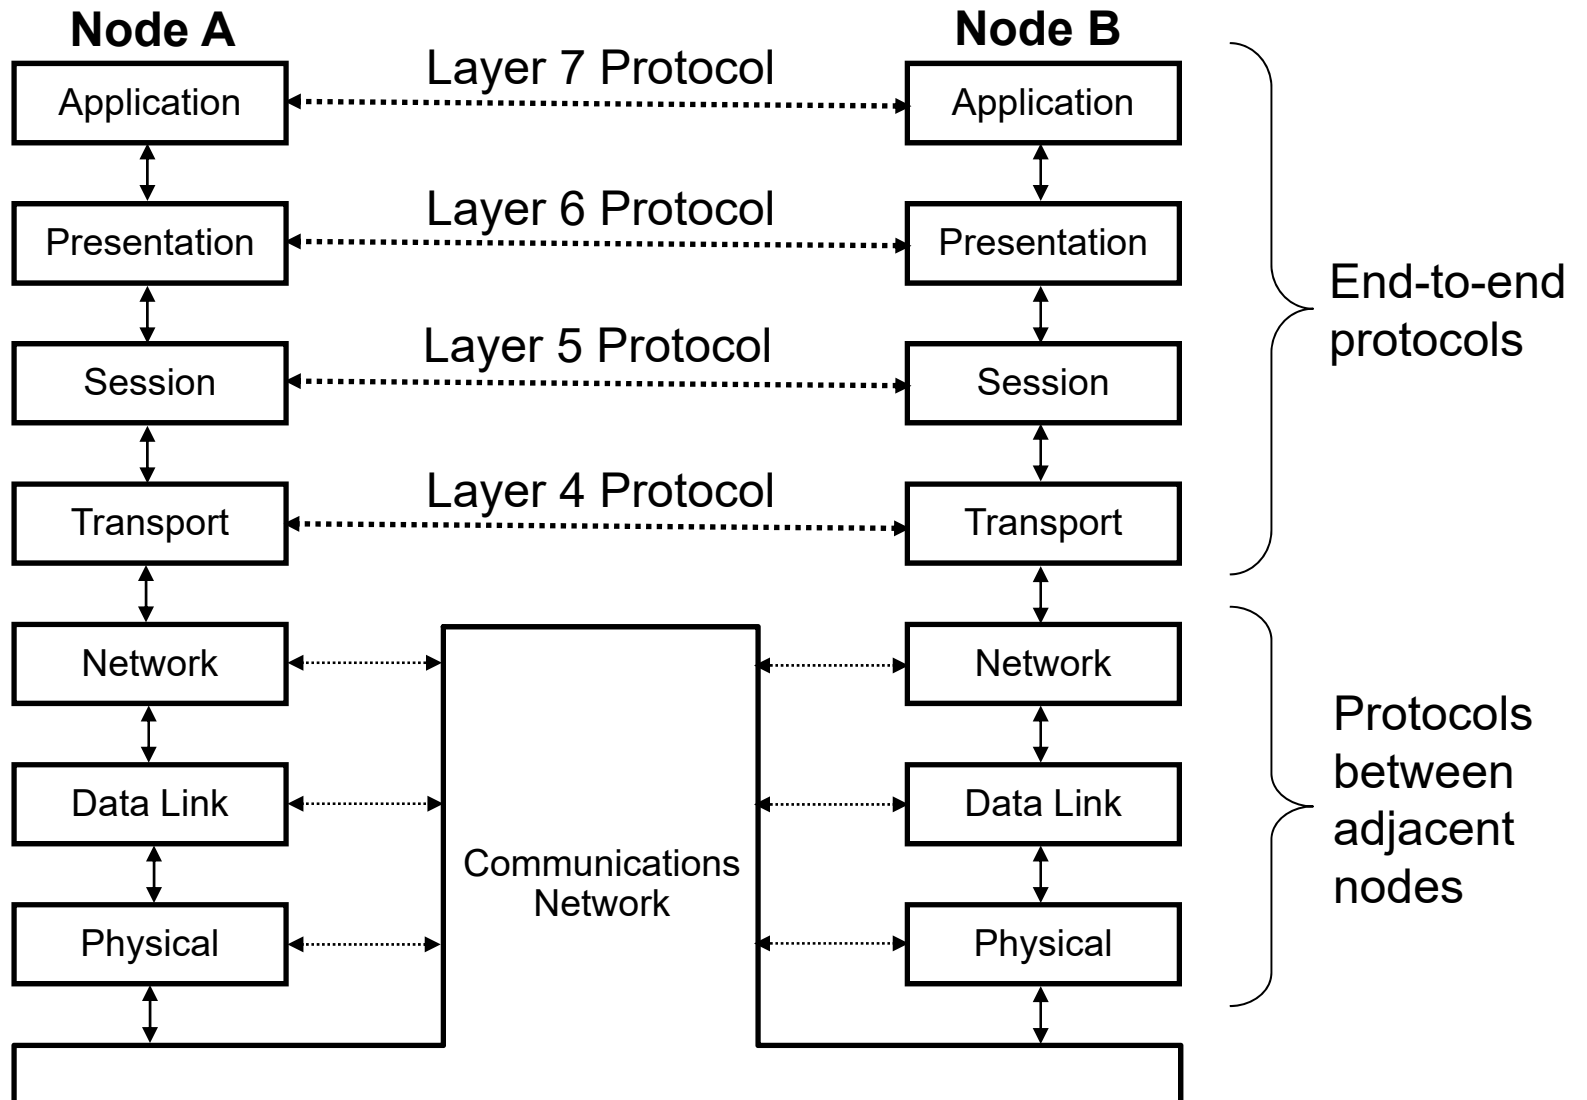 Node A
Node B
Layer 7 Protocol
Application
Application
Layer 6 Protocol
Presentation
Presentation
End-to-end
protocols
Layer 5 Protocol
Session
Session
Layer 4 Protocol
Transport
Transport
Network
Network
Protocols
between
adjacent
nodes
Data Link
Data Link
Communications
Network
Physical
Physical